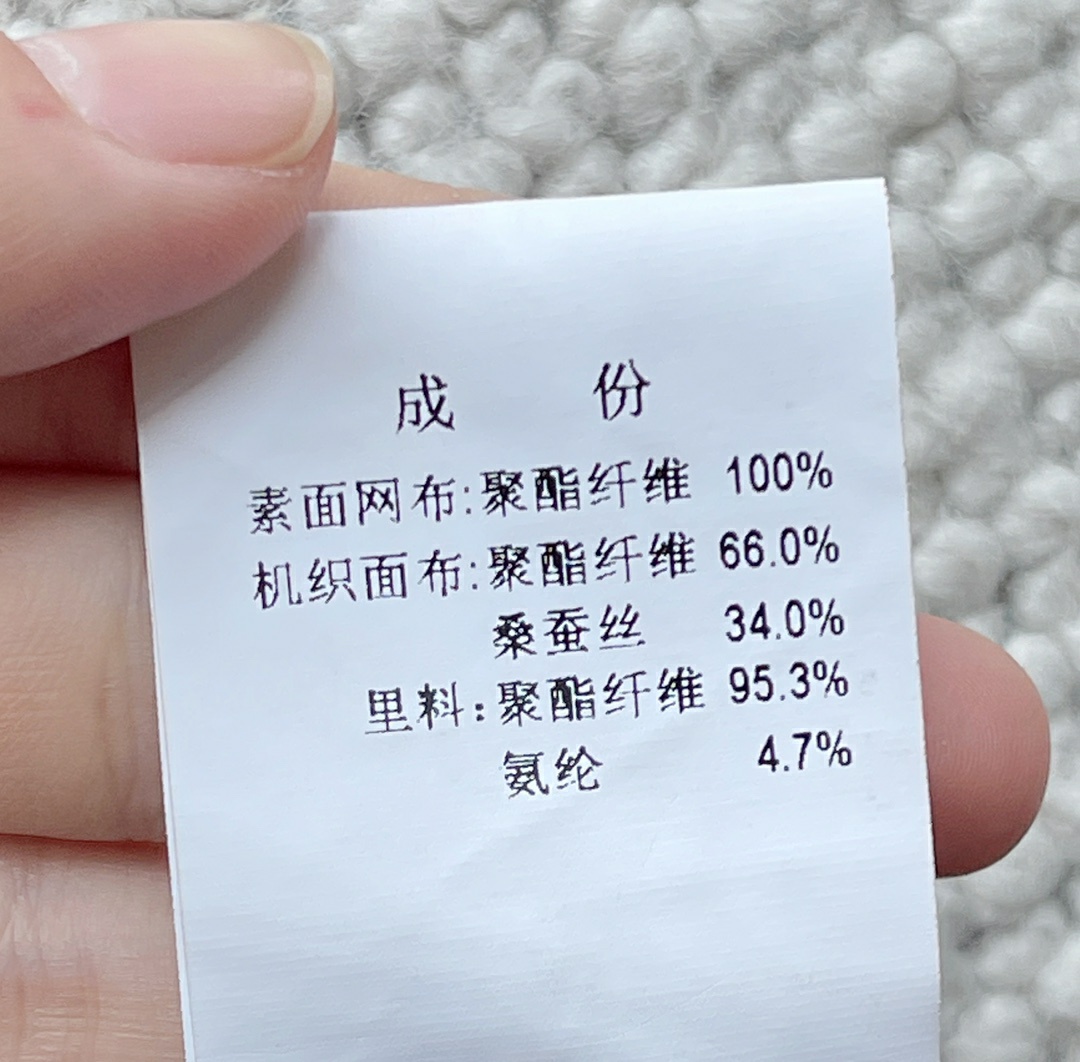 成 份
素面网布:聚酯纤维 100%
机织面布:聚酯纤维 66.0%
桑蚕丝 34.0%
里料:聚酯纤维 95.3%
氨纶 4.7%